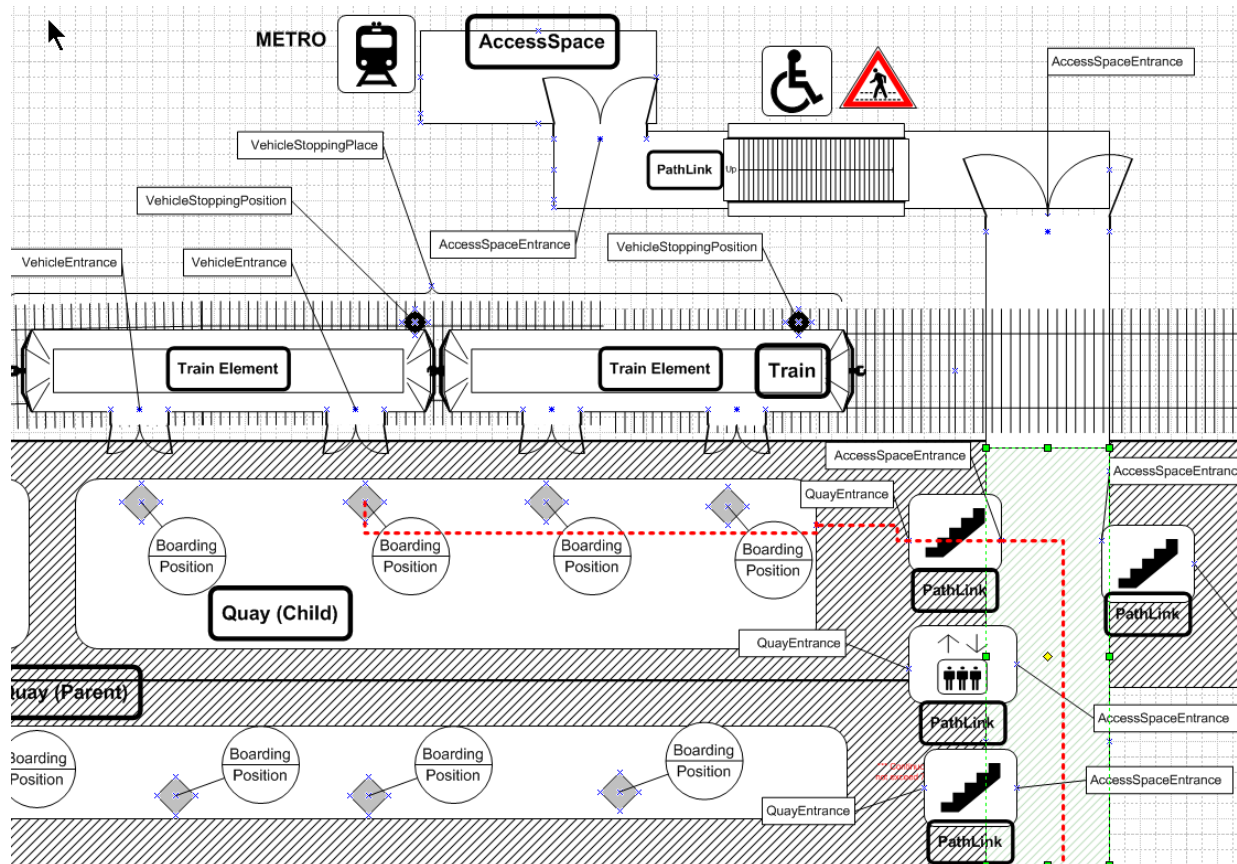 METRO
AccessSpace
AccessSpaceEntrance
VehicleStoppingPlace
PathLink
Up
VehicleStoppingPosition
AccessSpaceEntrance
VehicleStoppingPosition
VehicleEntrance
VehicleEntrance
Train Element
Train Element
Train
AccessSpaceEntrance
AccessSpaceEntranc
QuayEntrance
Boarding
Position
Boarding
Position
Boarding
Position
Boarding
Position
PathLink
PathLink
Quay (Child)
QuayEntrance
Quay (Parent)
PathLink
AccessSpaceEntrance
Boarding
Position
Boarding
Position
Boarding
Position
Boarding
Position
AccessSpaceEntrance
QuayEntrance
PathLink